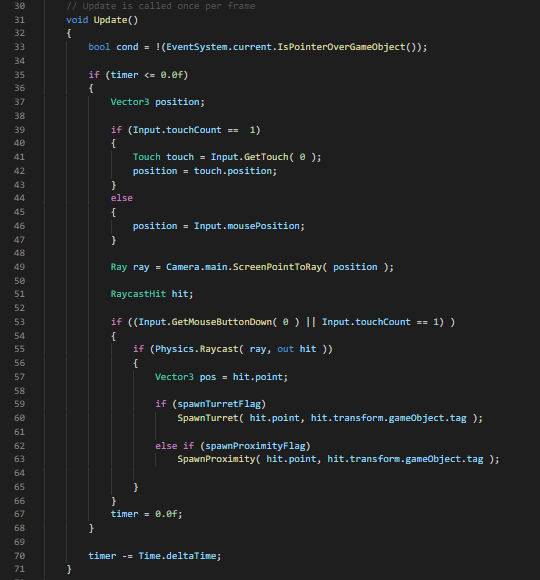 30 // Update is called once per frame
31 void Update()
32 {
33 bool cond = !(EventSystem.current.IsPointerOverGameObject());
34
35 if (timer <= 0.0f)
36 {
37 Vector3 position;
38
39 if (Input.touchCount ==  1)
40 {
41 Touch touch = Input.GetTouch( 0 );
42 position = touch.position;
43 }
44 else
45 {
46 position = Input.mousePosition;
47 }
48
49 Ray ray = Camera.main.ScreenPointToRay( position );
50
51 RaycastHit hit;
52
53 if ((Input.GetMouseButtonDown( 0 ) || Input.touchCount == 1) )
54 {
55 if (Physics.Raycast( ray, out hit ))
56 {
57 Vector3 pos = hit.point;
58
59 if (spawnTurretFlag)
60 SpawnTurret( hit.point, hit.transform.gameObject.tag );
61
62 else if (spawnProximityFlag)
63 SpawnProximity( hit.point, hit.transform.gameObject.tag );
64
65 }
66 }
67 timer = 0.0f;
68 }
69
70 timer -= Time.deltaTime;
71 }